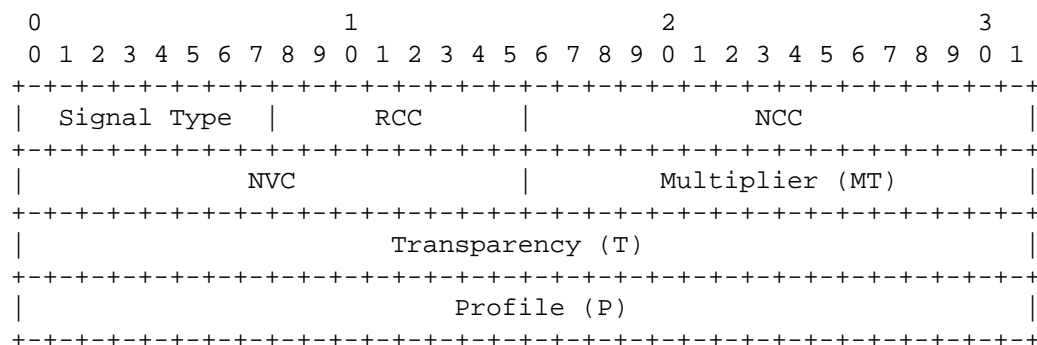 0                   1                   2                   3
 0 1 2 3 4 5 6 7 8 9 0 1 2 3 4 5 6 7 8 9 0 1 2 3 4 5 6 7 8 9 0 1
+-+-+-+-+-+-+-+-+-+-+-+-+-+-+-+-+-+-+-+-+-+-+-+-+-+-+-+-+-+-+-+-+
|  Signal Type  |      RCC      |              NCC              |
+-+-+-+-+-+-+-+-+-+-+-+-+-+-+-+-+-+-+-+-+-+-+-+-+-+-+-+-+-+-+-+-+
|              NVC              |        Multiplier (MT)        |
+-+-+-+-+-+-+-+-+-+-+-+-+-+-+-+-+-+-+-+-+-+-+-+-+-+-+-+-+-+-+-+-+
|                       Transparency (T)                        |
+-+-+-+-+-+-+-+-+-+-+-+-+-+-+-+-+-+-+-+-+-+-+-+-+-+-+-+-+-+-+-+-+
|                           Profile (P)                         |
+-+-+-+-+-+-+-+-+-+-+-+-+-+-+-+-+-+-+-+-+-+-+-+-+-+-+-+-+-+-+-+-+